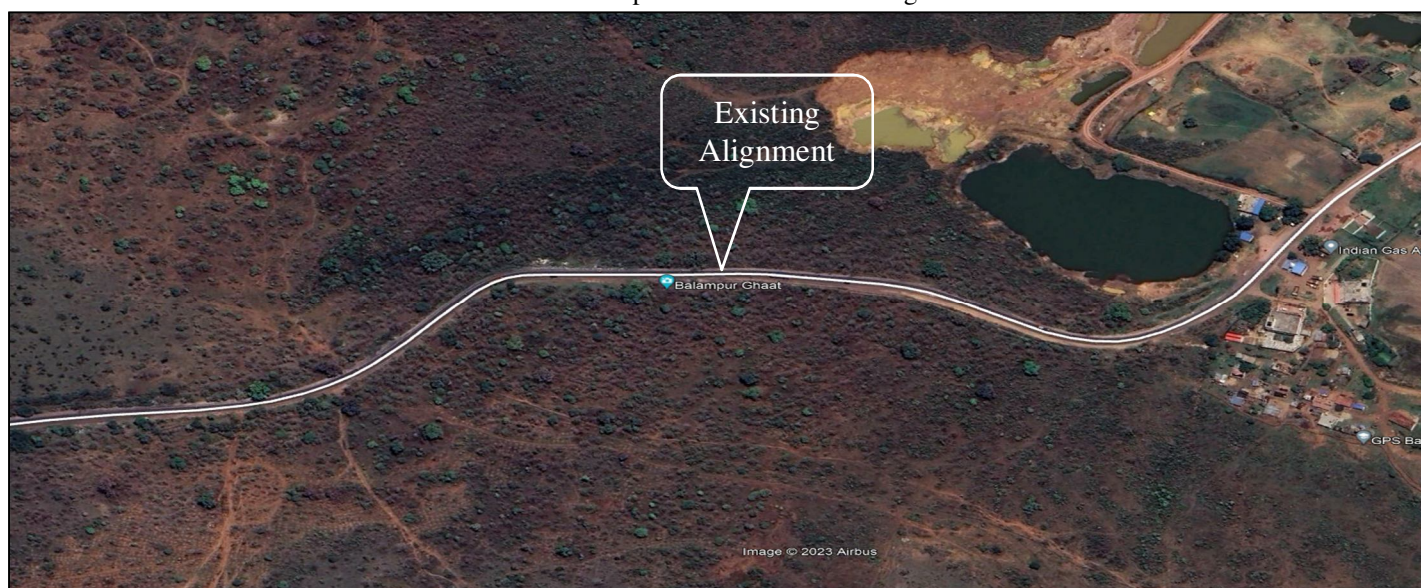 Existing
Alignment
Indian Gas A
Balampur Ghaat
GPS Ba
Image © 2023 Airbus